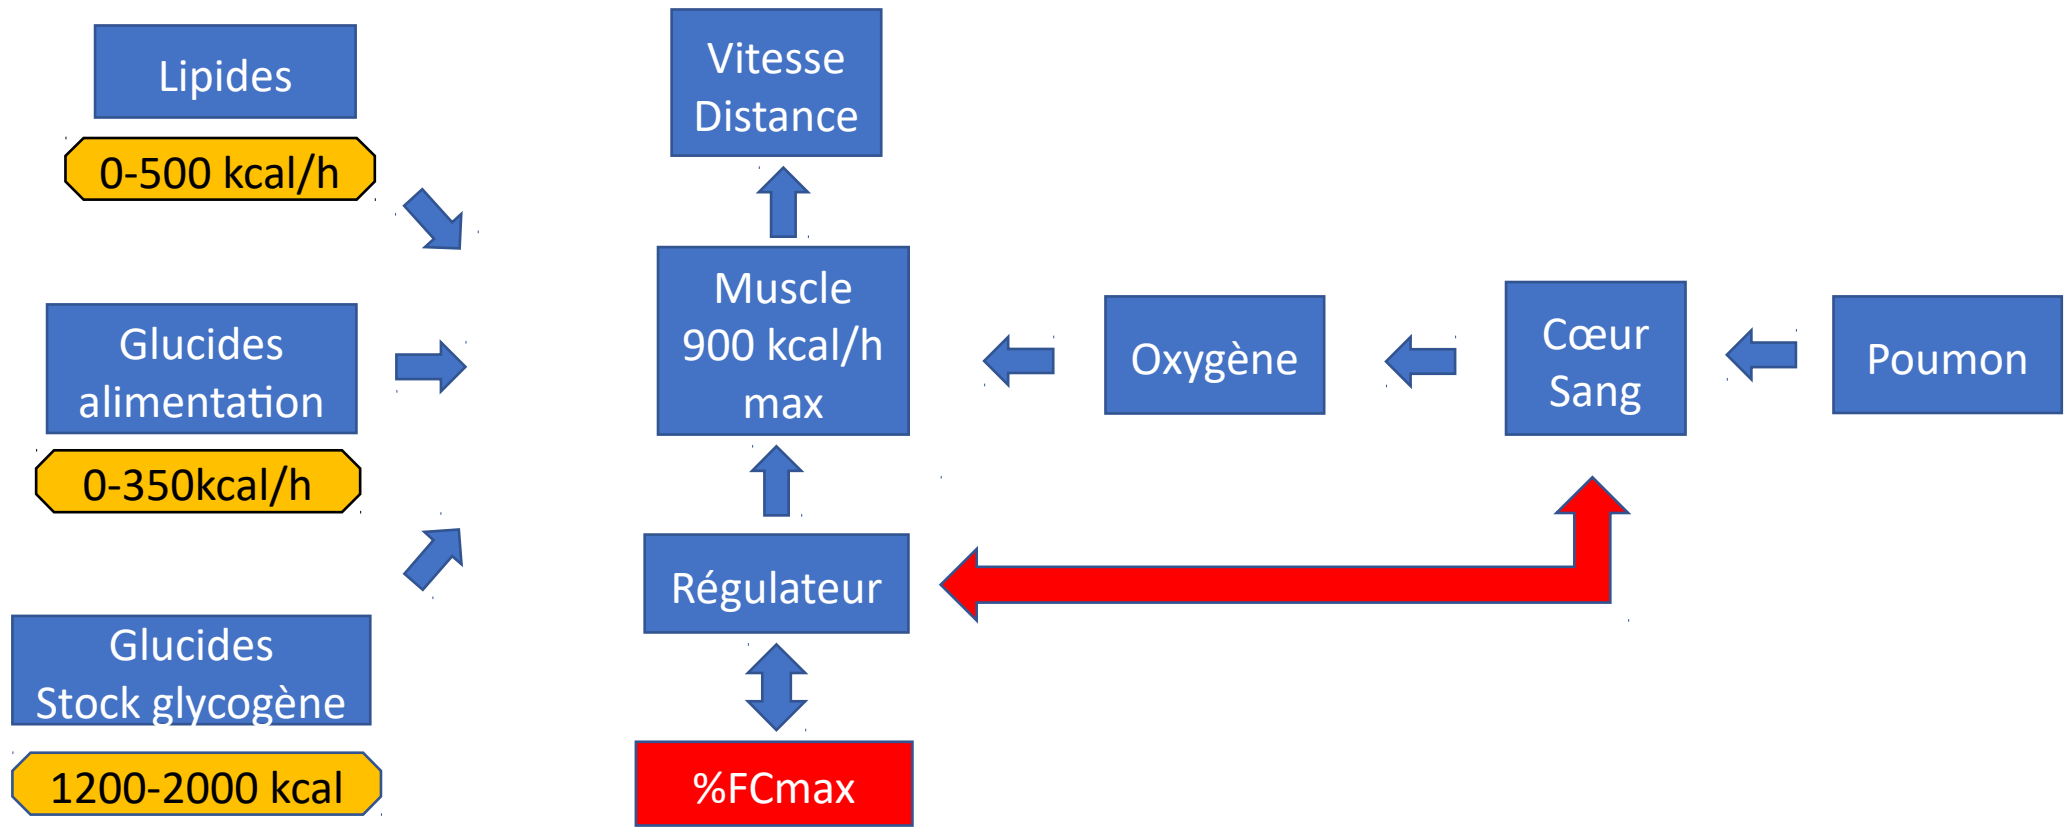 Lipides
0-500 kcal/h
Glucides
alimentation
0-350kcal/h
Glucides
Stock glycogène
1200-2000 kcal
Vitesse
Distance
Muscle
900 kcal/h
max
Régulateur
%FCmax
Oxygène
Cœur
Sang
Poumon